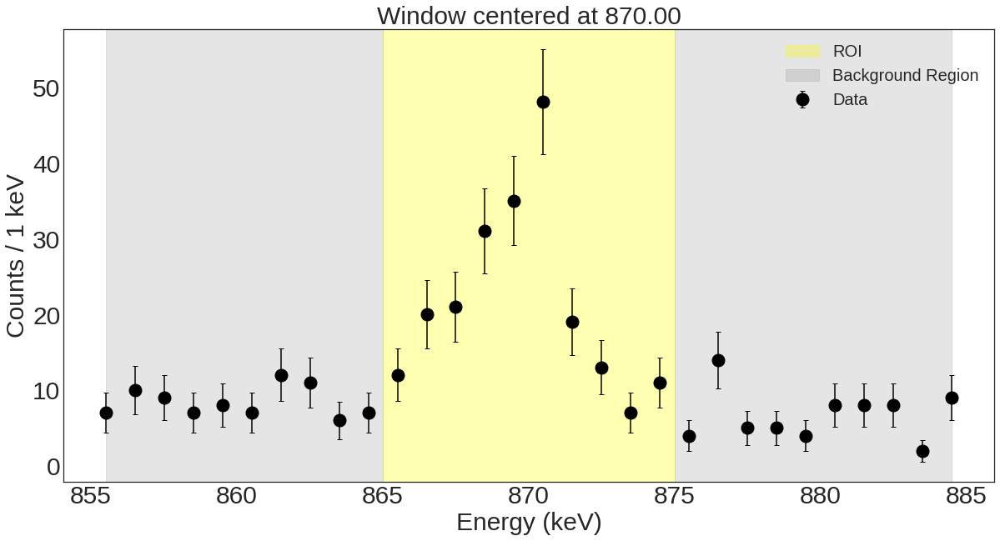 Window centered at 870.00
ROI
Background Region
Data
Counts / 1 keV
50
40
30
20
10
0
855 860 865 870 875 880 885
Energy (keV)